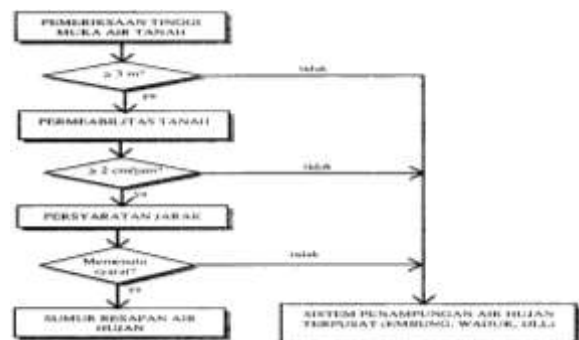 PEMERIKSAAN TINGGI
MUKA AIR TANAH
≥ 3 m?
tidak
ya
PERMEABILITAS TANAH
≥ 2 cm/jam?
tidak
ya
PERSYARATAN JARAK
Memenuhi
syarat?
tidak
ya
SUMUR RESAPAN AIR
HUJAN
SISTEM PENAMPUNGAN AIR HUJAN
TERPUSAT (EMBUNG, WADUK, DLL)